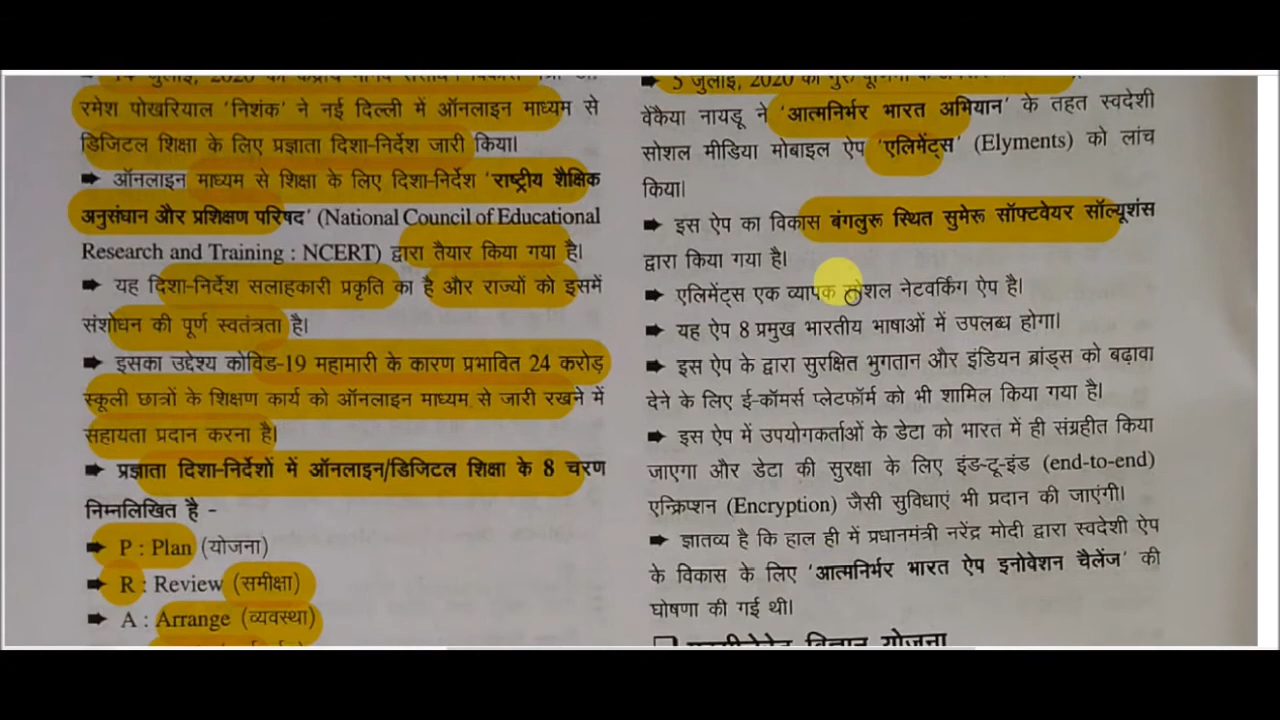 रमेश पोखरियाल 'निशंक' ने नई दिल्ली में ऑनलाइन माध्यम से
डिजिटल शिक्षा के लिए प्रज्ञाता दिशा-निर्देश जारी किया।
➡ ऑनलाइन माध्यम से शिक्षा के लिए दिशा-निर्देश 'राष्ट्रीय शैक्षिक
अनुसंधान और प्रशिक्षण परिषद' (National Council of Educational
Research and Training : NCERT) द्वारा तैयार किया गया है।
➡ यह दिशा-निर्देश सलाहकारी प्रकृति का है और राज्यों को इसमें
संशोधन की पूर्ण स्वतंत्रता है।
➡ इसका उद्देश्य कोविड-19 महामारी के कारण प्रभावित 24 करोड़
स्कूली छात्रों के शिक्षण कार्य को ऑनलाइन माध्यम से जारी रखने में
सहायता प्रदान करना है।
➡ प्रज्ञाता दिशा-निर्देशों में ऑनलाइन/डिजिटल शिक्षा के 8 चरण
निम्नलिखित है -
➡ P : Plan (योजना)
➡ R : Review (समीक्षा)
➡ A : Arrange (व्यवस्था)
➡ 5 जुलाई, 2020 को गुरु पूर्णिमा के
वेंकैया नायडू ने 'आत्मनिर्भर भारत अभियान' के तहत स्वदेशी
सोशल मीडिया मोबाइल ऐप 'एलिमेंट्स' (Elyments) को लांच
किया।
➡ इस ऐप का विकास बंगलुरू स्थित सुमेरू सॉफ्टवेयर सॉल्यूशंस
द्वारा किया गया है।
➡ एलिमेंट्स एक व्यापक सोशल नेटवर्किंग ऐप है।
➡ यह ऐप 8 प्रमुख भारतीय भाषाओं में उपलब्ध होगा।
➡ इस ऐप के द्वारा सुरक्षित भुगतान और इंडियन ब्रांड्स को बढ़ावा
देने के लिए ई-कॉमर्स प्लेटफॉर्म को भी शामिल किया गया है।
➡ इस ऐप में उपयोगकर्ताओं के डेटा को भारत में ही संग्रहीत किया
जाएगा और डेटा की सुरक्षा के लिए इंड-टू-इंड (end-to-end)
एन्क्रिप्शन (Encryption) जैसी सुविधाएं भी प्रदान की जाएंगी।
➡ ज्ञातव्य है कि हाल ही में प्रधानमंत्री नरेंद्र मोदी द्वारा स्वदेशी ऐप
के विकास के लिए 'आत्मनिर्भर भारत ऐप इनोवेशन चैलेंज' की
घोषणा की गई थी।